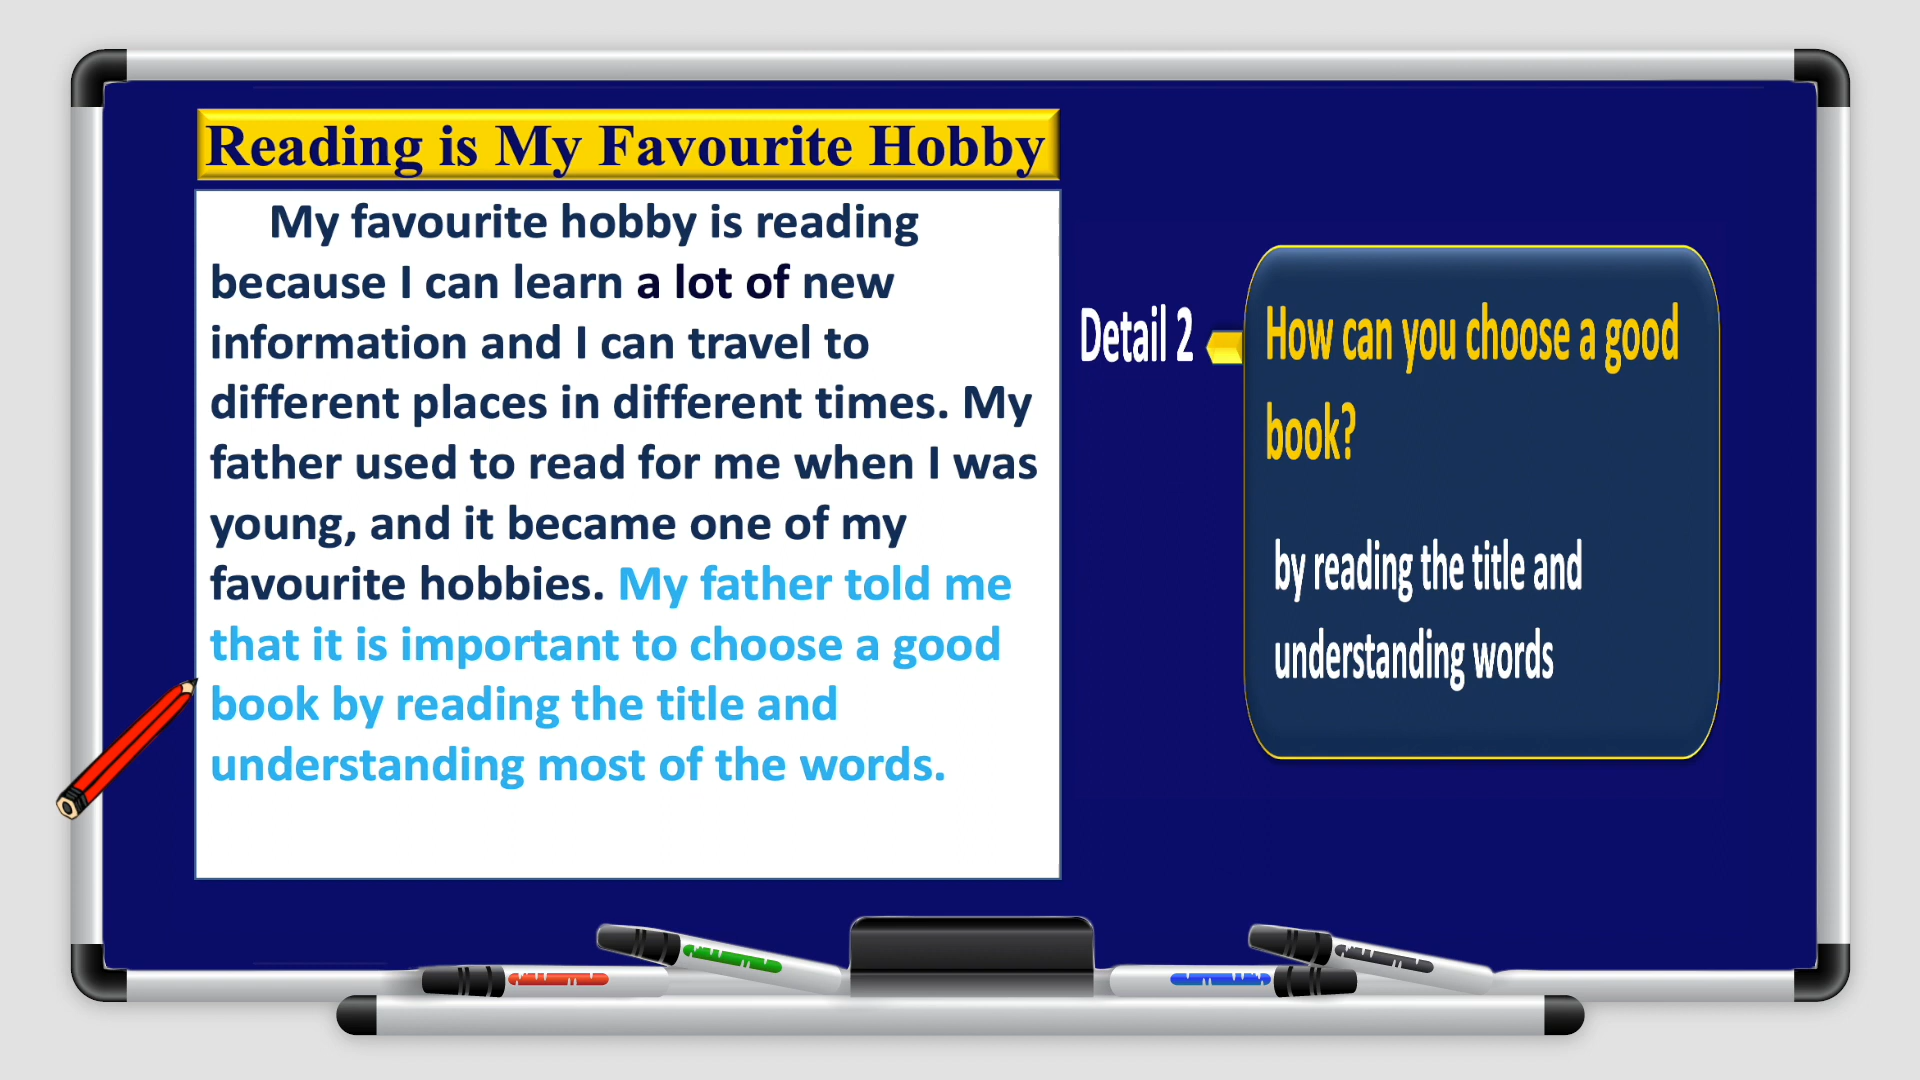 Reading is My Favourite Hobby
My favourite hobby is reading
because I can learn a lot of new
information and I can travel to
different places in different times. My
father used to read for me when I was
young, and it became one of my
favourite hobbies. My father told me
that it is important to choose a good
book by reading the title and
understanding most of the words.
Detail 2
How can you choose a good
book?
by reading the title and
understanding words